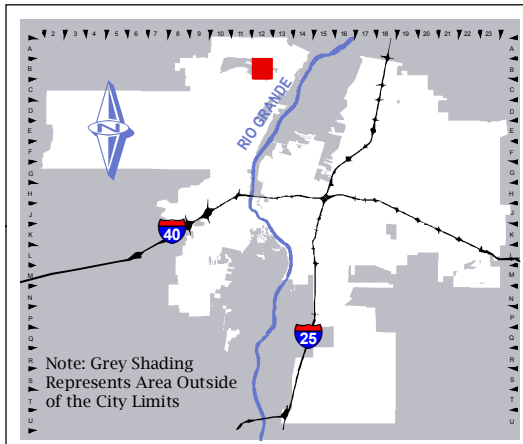 2 3 4 5 6 7 8 9 10 11 12 13 14 15 16 17 18 19 20 21 22 23
A A
B B
C C
D D
E E
F F
G G
H H
J J
K K
L L
M M
N N
P P
Q Q
R R
S S
T T
U U
RIO GRANDE
N
40
25
Note: Grey Shading
Represents Area Outside
of the City Limits